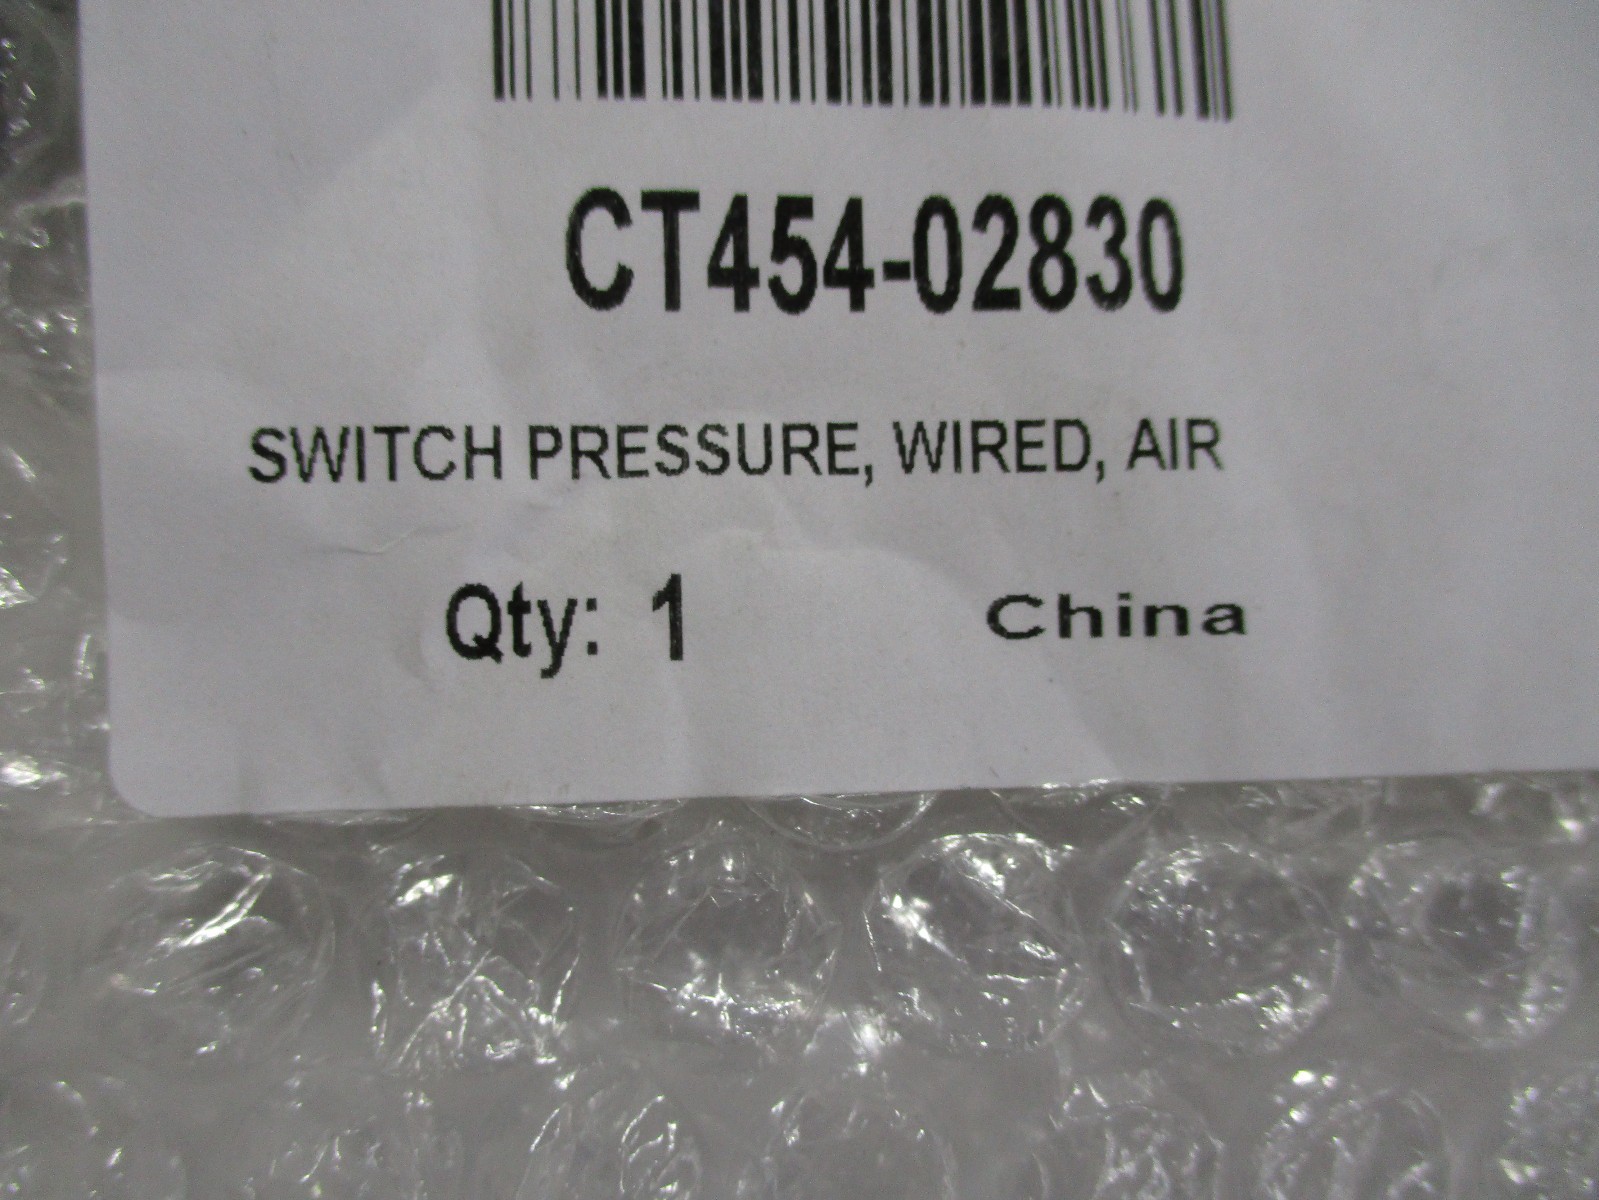 CT454-02830
SWITCH PRESSURE, WIRED, AIR
Qty: 1 China